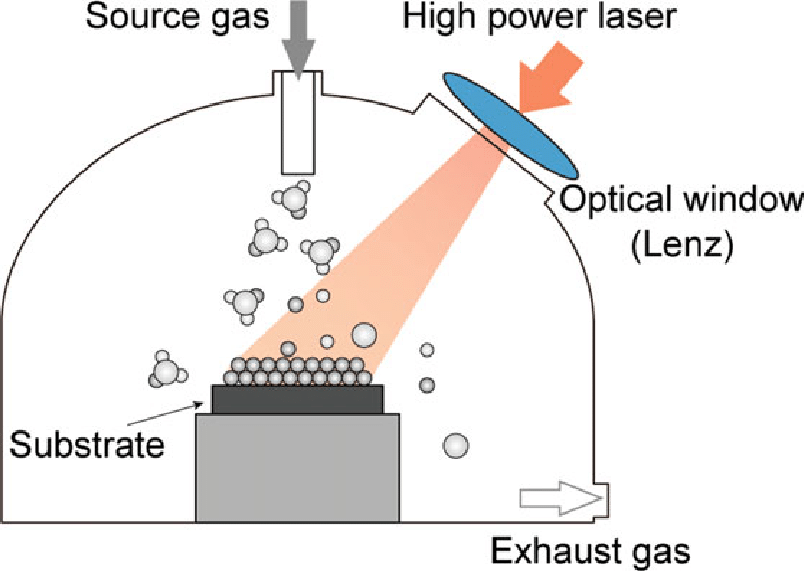 Source gas
High power laser
Optical window
(Lenz)
Substrate
Exhaust gas